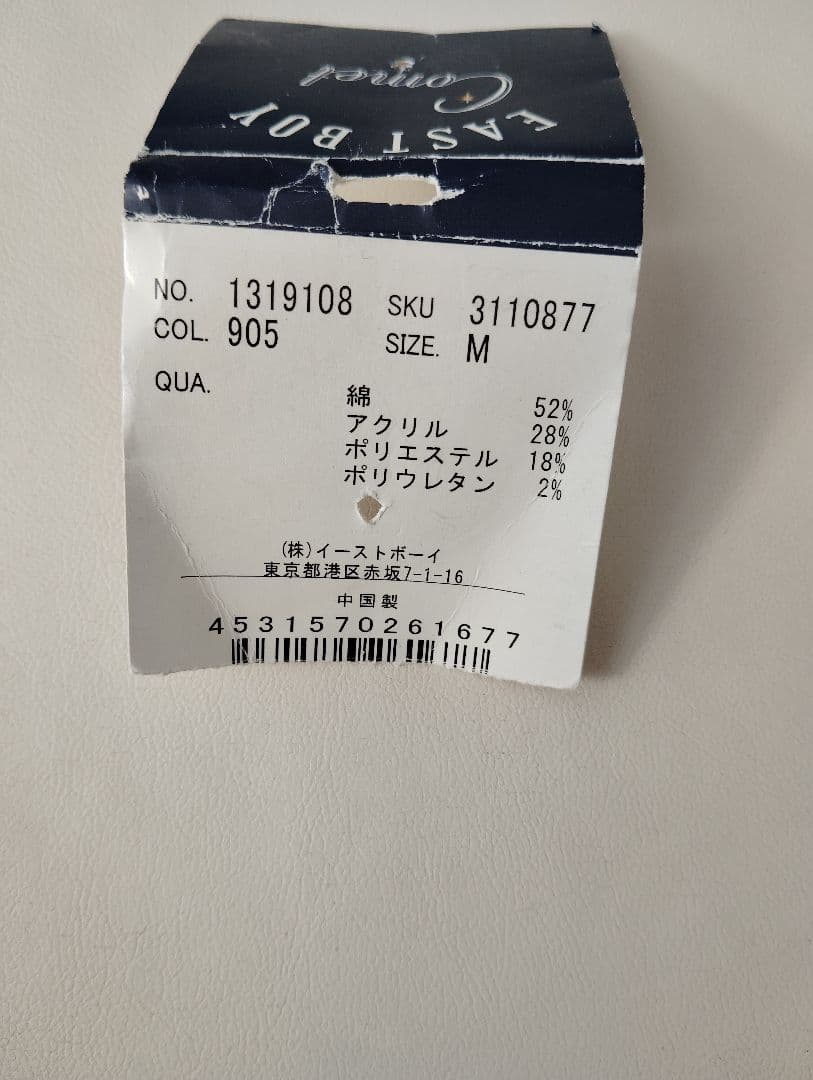 Comet
EAST BOY
NO. 1319108 SKU 3110877
COL. 905 SIZE. M
QUA.
綿 52%
アクリル 28%
ポリエステル 18%
ポリウレタン 2%
(株)イーストボーイ
東京都港区赤坂7-1-16
中国製
4531570261677